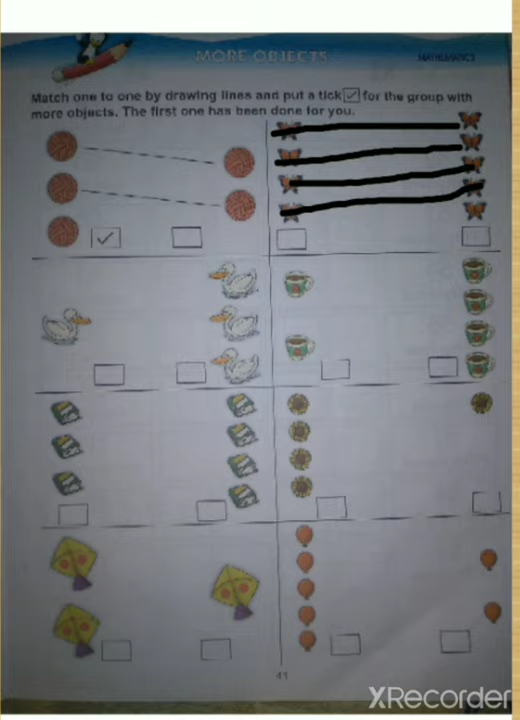 MORE OBJECTS
MATHEMATICS
Match one to one by drawing lines and put a tick ✓ for the group with
more objects. The first one has been done for you.
41
XRecorder